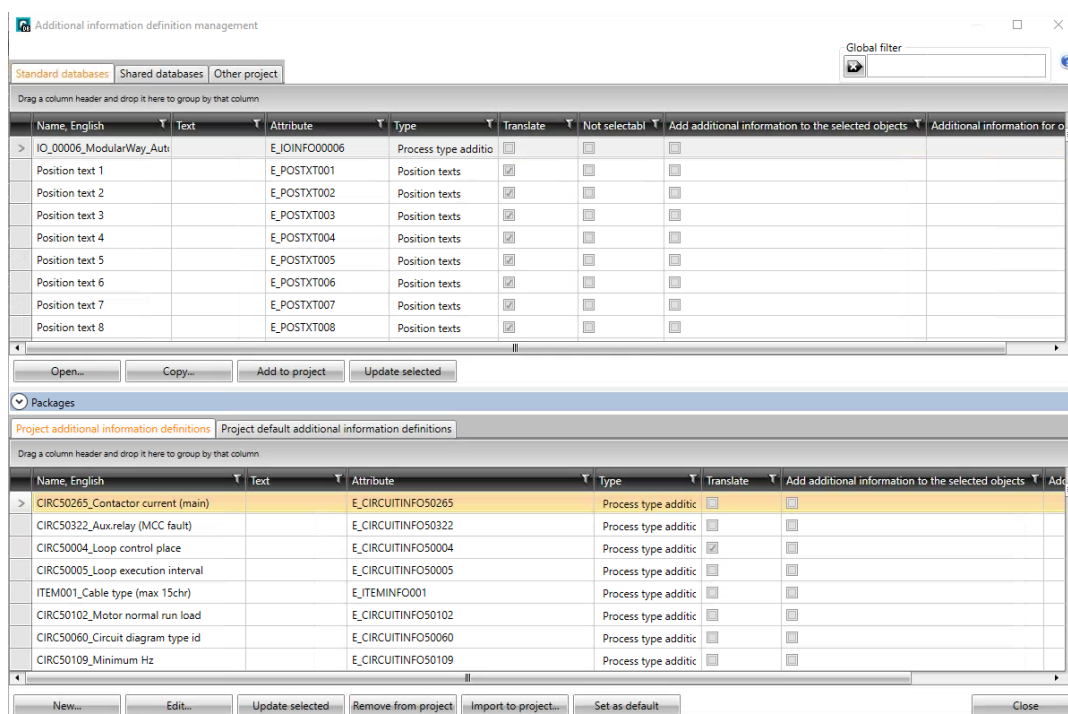 Additional information definition management
Global filter
Standard databases Shared databases Other project
Drag a column header and drop it here to group by that column
Name, English Text Attribute Type Translate Not selectabl Add additional information to the selected objects Additional information for o
IO_00006_ModularWay_Aut E_IOINFO00006 Process type additio
Position text 1 E_POSTXT001 Position texts
Position text 2 E_POSTXT002 Position texts
Position text 3 E_POSTXT003 Position texts
Position text 4 E_POSTXT004 Position texts
Position text 5 E_POSTXT005 Position texts
Position text 6 E_POSTXT006 Position texts
Position text 7 E_POSTXT007 Position texts
Position text 8 E_POSTXT008 Position texts
Open... Copy... Add to project Update selected
Packages
Project additional information definitions Project default additional information definitions
Drag a column header and drop it here to group by that column
Name, English Text Attribute Type Translate Add additional information to the selected objects Add
CIRC50265_Contactor current (main) E_CIRCUITINFO50265 Process type additic
CIRC50322_Aux.relay (MCC fault) E_CIRCUITINFO50322 Process type additic
CIRC50004_Loop control place E_CIRCUITINFO50004 Process type additic
CIRC50005_Loop execution interval E_CIRCUITINFO50005 Process type additic
ITEM001_Cable type (max 15chr) E_ITEMINFO001 Process type additic
CIRC50102_Motor normal run load E_CIRCUITINFO50102 Process type additic
CIRC50060_Circuit diagram type id E_CIRCUITINFO50060 Process type additic
CIRC50109_Minimum Hz E_CIRCUITINFO50109 Process type additic
New... Edit... Update selected Remove from project Import to project... Set as default Close